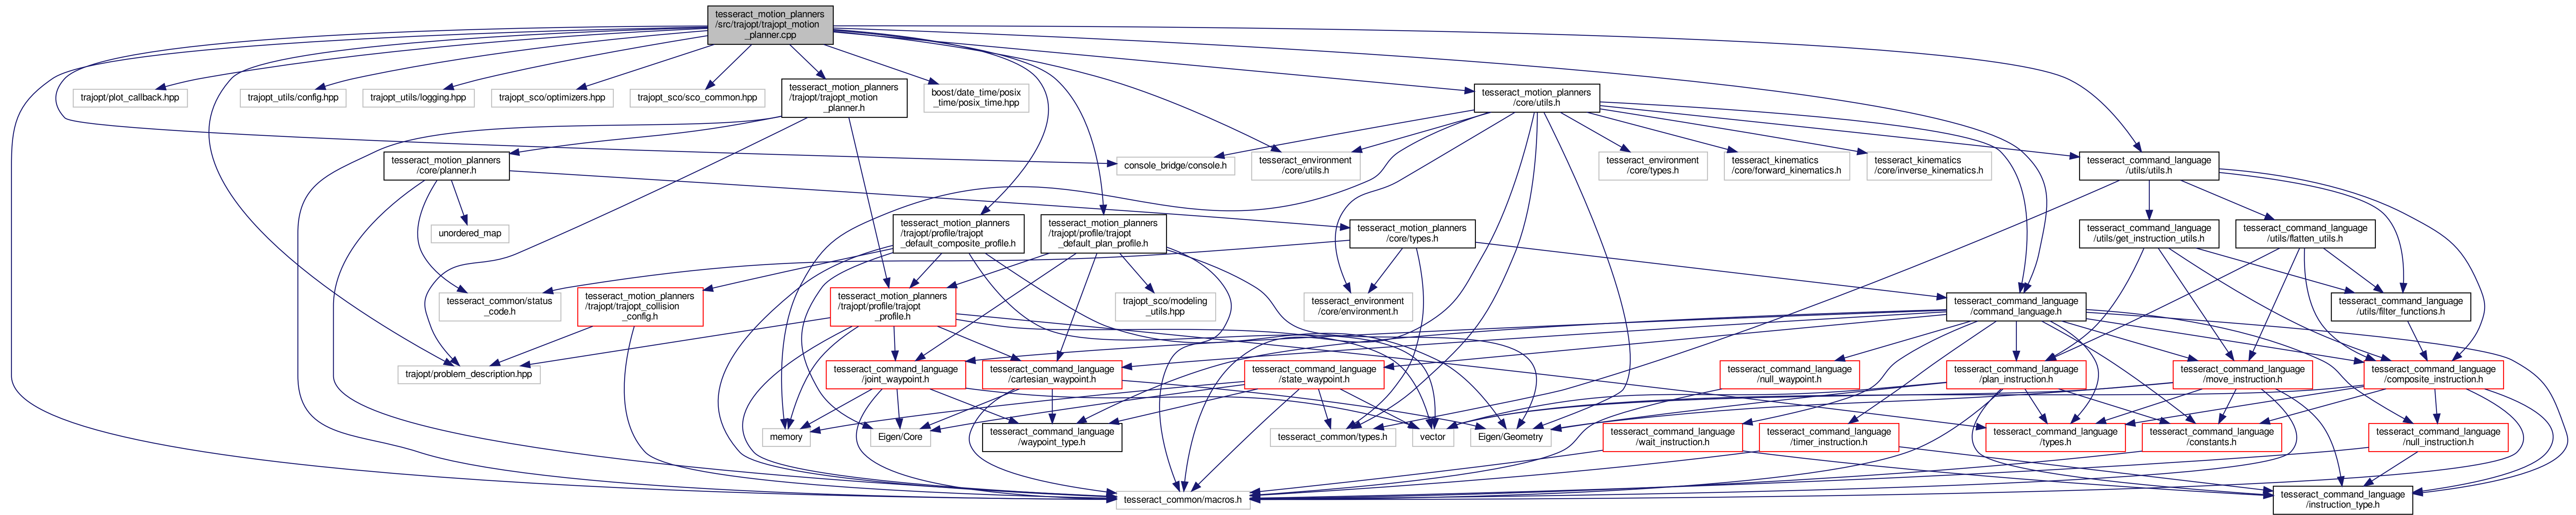 tesseract_motion_planners
/src/trajopt/trajopt_motion
_planner.cpp
trajopt/plot_callback.hpp
trajopt_utils/config.hpp
trajopt_utils/logging.hpp
trajopt_sco/optimizers.hpp
trajopt_sco/sco_common.hpp
tesseract_motion_planners
/trajopt/trajopt_motion
_planner.h
boost/date_time/posix
_time/posix_time.hpp
tesseract_motion_planners
/core/utils.h
tesseract_motion_planners
/core/planner.h
console_bridge/console.h
tesseract_environment
/core/utils.h
tesseract_environment
/core/types.h
tesseract_kinematics
/core/forward_kinematics.h
tesseract_kinematics
/core/inverse_kinematics.h
tesseract_command_language
/utils/utils.h
unordered_map
tesseract_motion_planners
/trajopt/profile/trajopt
_default_composite_profile.h
tesseract_motion_planners
/trajopt/profile/trajopt
_default_plan_profile.h
tesseract_motion_planners
/core/types.h
tesseract_command_language
/utils/get_instruction_utils.h
tesseract_command_language
/utils/flatten_utils.h
tesseract_common/status
_code.h
tesseract_motion_planners
/trajopt/trajopt_collision
_config.h
tesseract_motion_planners
/trajopt/profile/trajopt
_profile.h
trajopt_sco/modeling
_utils.hpp
tesseract_environment
/core/environment.h
tesseract_command_language
/command_language.h
tesseract_command_language
/utils/filter_functions.h
trajopt/problem_description.hpp
tesseract_command_language
/joint_waypoint.h
tesseract_command_language
/cartesian_waypoint.h
tesseract_command_language
/state_waypoint.h
tesseract_command_language
/null_waypoint.h
tesseract_command_language
/plan_instruction.h
tesseract_command_language
/move_instruction.h
tesseract_command_language
/composite_instruction.h
memory
Eigen/Core
tesseract_command_language
/waypoint_type.h
tesseract_common/types.h
vector
Eigen/Geometry
tesseract_command_language
/wait_instruction.h
tesseract_command_language
/timer_instruction.h
tesseract_command_language
/types.h
tesseract_command_language
/constants.h
tesseract_command_language
/null_instruction.h
tesseract_common/macros.h
tesseract_command_language
/instruction_type.h